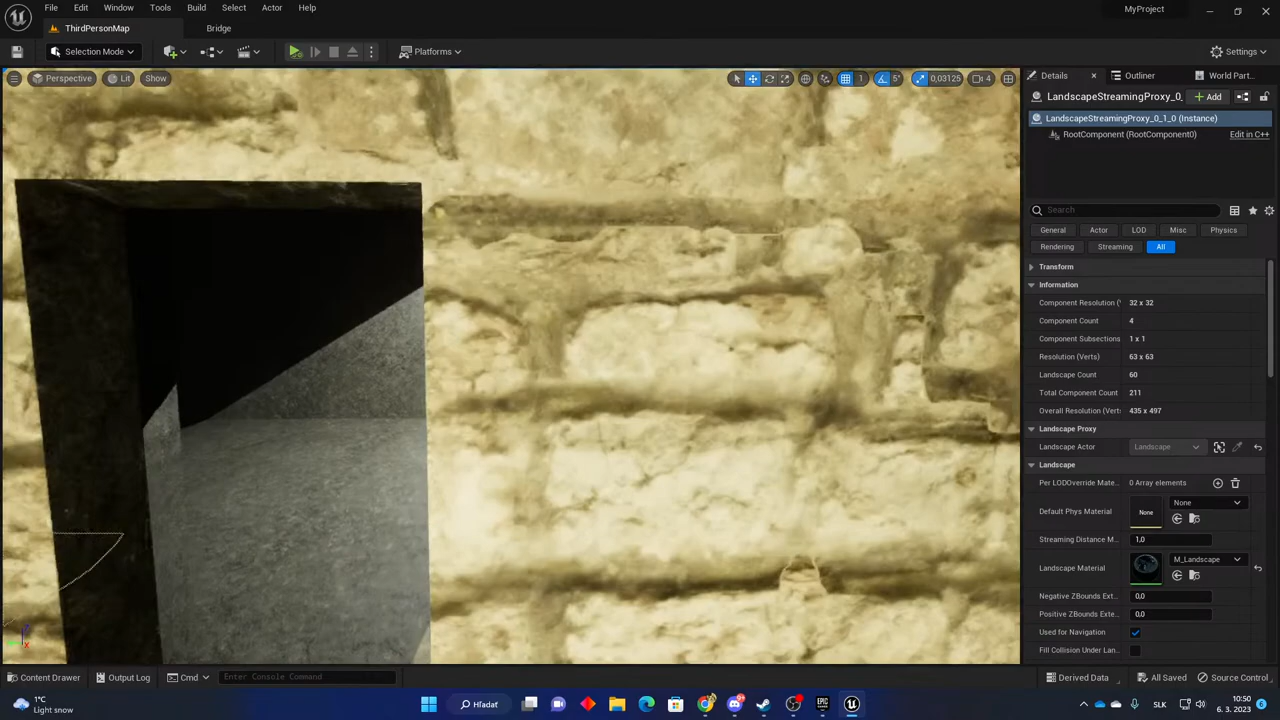 File Edit Window Tools Build Select Actor Help
MyProject
ThirdPersonMap
Bridge
Selection Mode
Platforms
Settings
Perspective Lit Show
1 5° 0,03125 4
Details Outliner World Part...
LandscapeStreamingProxy_0_ Add
LandscapeStreamingProxy_0_1_0 (Instance)
RootComponent (RootComponent0) Edit in C++
Search
General Actor LOD Misc Physics
Rendering Streaming All
Transform
Information
Component Resolution (V 32 x 32
Component Count 4
Component Subsections 1 x 1
Resolution (Verts) 63 x 63
Landscape Count 60
Total Component Count 211
Overall Resolution (Verts 435 x 497
Landscape Proxy
Landscape Actor Landscape
Landscape
Per LODOverride Mate... 0 Array elements
Default Phys Material None None
Streaming Distance M... 1,0
Landscape Material M_Landscape
Negative ZBounds Ext... 0,0
Positive ZBounds Exte... 0,0
Used for Navigation
Fill Collision Under Lan...
Content Drawer Output Log Cmd Enter Console Command
Derived Data All Saved Source Control
1°C
Light snow
Hľadať
SLK
10:50
6. 3. 2023